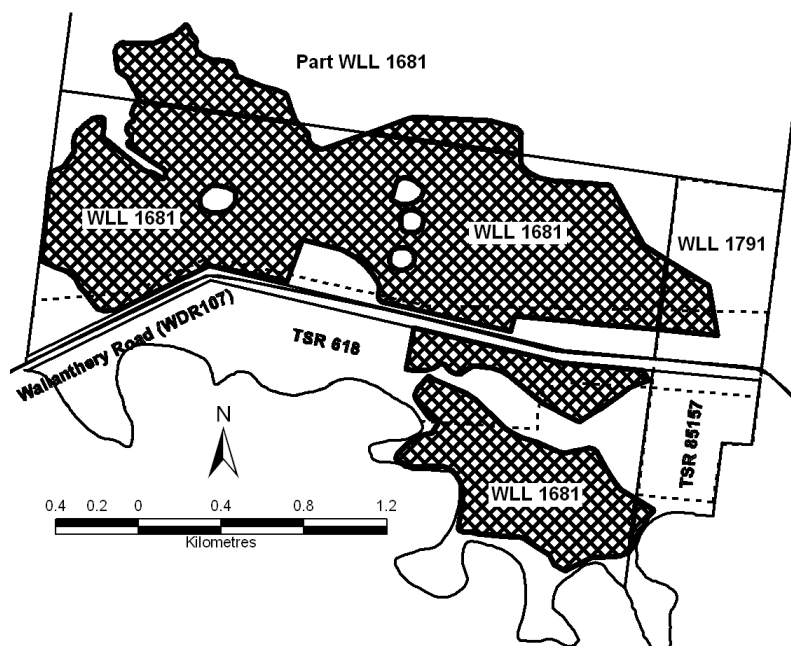 Part WLL 1681
WLL 1681
WLL 1681
WLL 1791
Wallanthery Road (WDR107)
TSR 618
TSR 85157
N
WLL 1681
0.4 0.2 0 0.4 0.8 1.2
Kilometres